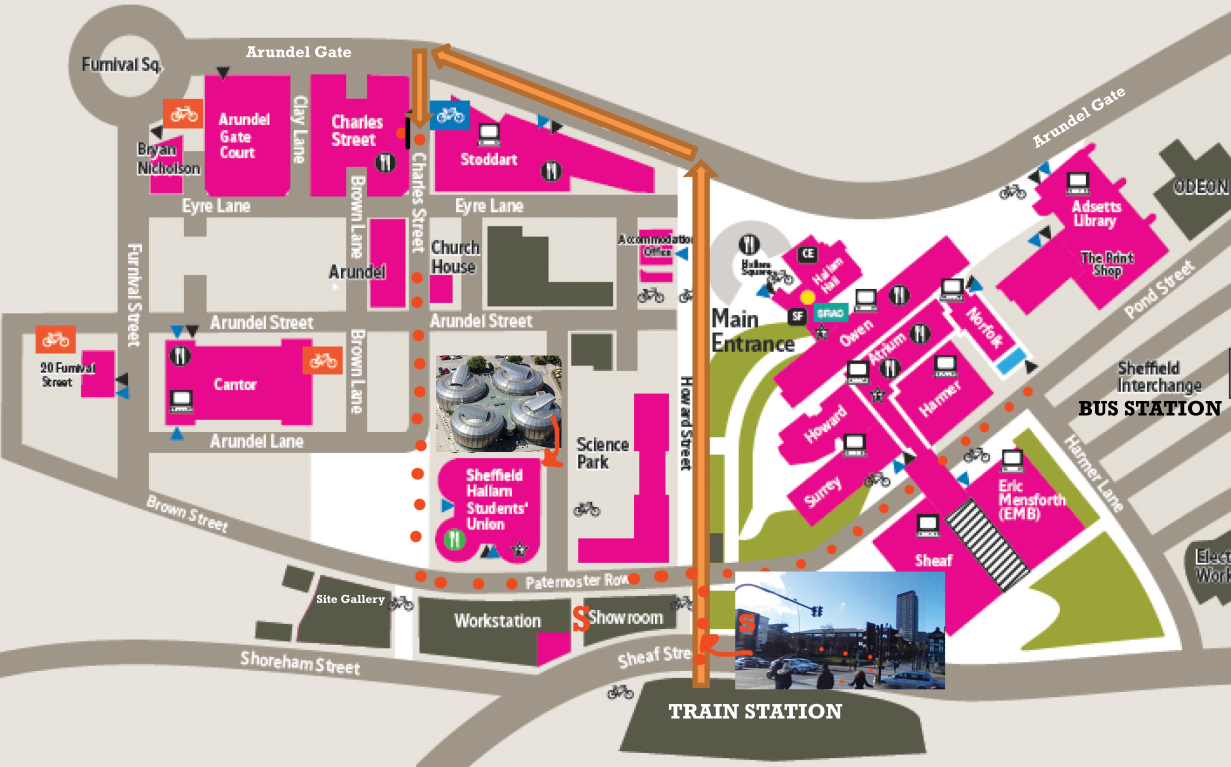 Arundel Gate
Furnival Sq.
Arundel
Gate
Court
Clay Lane
Charles
Street
Bryan
Nicholson
Stoddart
Charles Street
Brown Lane
Eyre Lane
Eyre Lane
Arundel Gate
ODEON
Adsetts
Library
The Print
Shop
Pond Street
Furnival Street
Arundel
Church
House
Accommodation
Office
Hallam
Square
CE
Hallam
Hall
SF
Main
Entrance
Owen
Atrium
Norfolk
Harmer
Howard
Surrey
Sheffield
Interchange
BUS STATION
Arundel Street
Arundel Street
20 Furnival
Street
Cantor
Brown Lane
Arundel Lane
Howard Street
Science
Park
Sheffield
Hallam
Students'
Union
Eric
Mensforth
(EMB)
Harmer Lane
Sheaf
Brown Street
Paternoster Row
Site Gallery
Workstation
S
Showroom
S
Shoreham Street
Sheaf Stre
TRAIN STATION